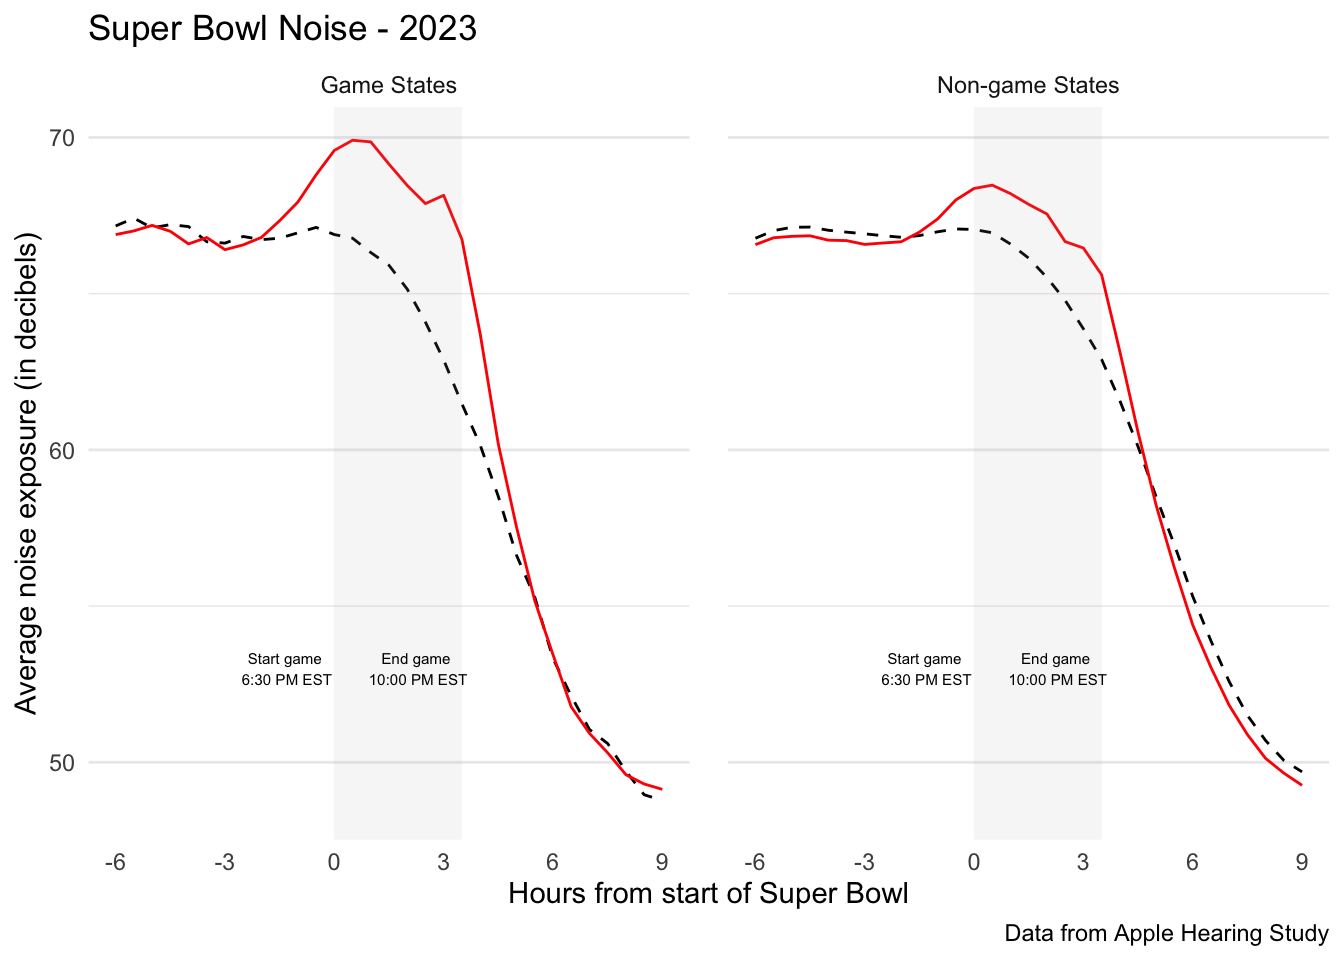 Super Bowl Noise - 2023
Game States
Non-game States
Average noise exposure (in decibels)
70
60
50
Start game
6:30 PM EST
End game
10:00 PM EST
Start game
6:30 PM EST
End game
10:00 PM EST
-6 -3 0 3 6 9
-6 -3 0 3 6 9
Hours from start of Super Bowl
Data from Apple Hearing Study